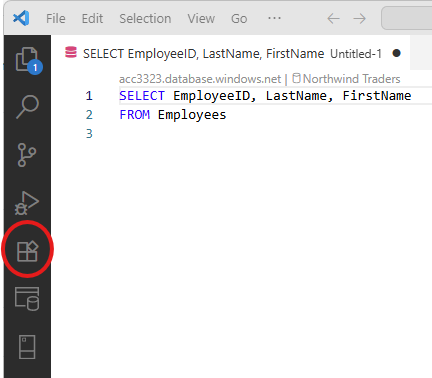 File Edit Selection View Go
SELECT EmployeeID, LastName, FirstName Untitled-1
1
acc3323.database.windows.net | Northwind Traders
1 SELECT EmployeeID, LastName, FirstName
2 FROM Employees
3